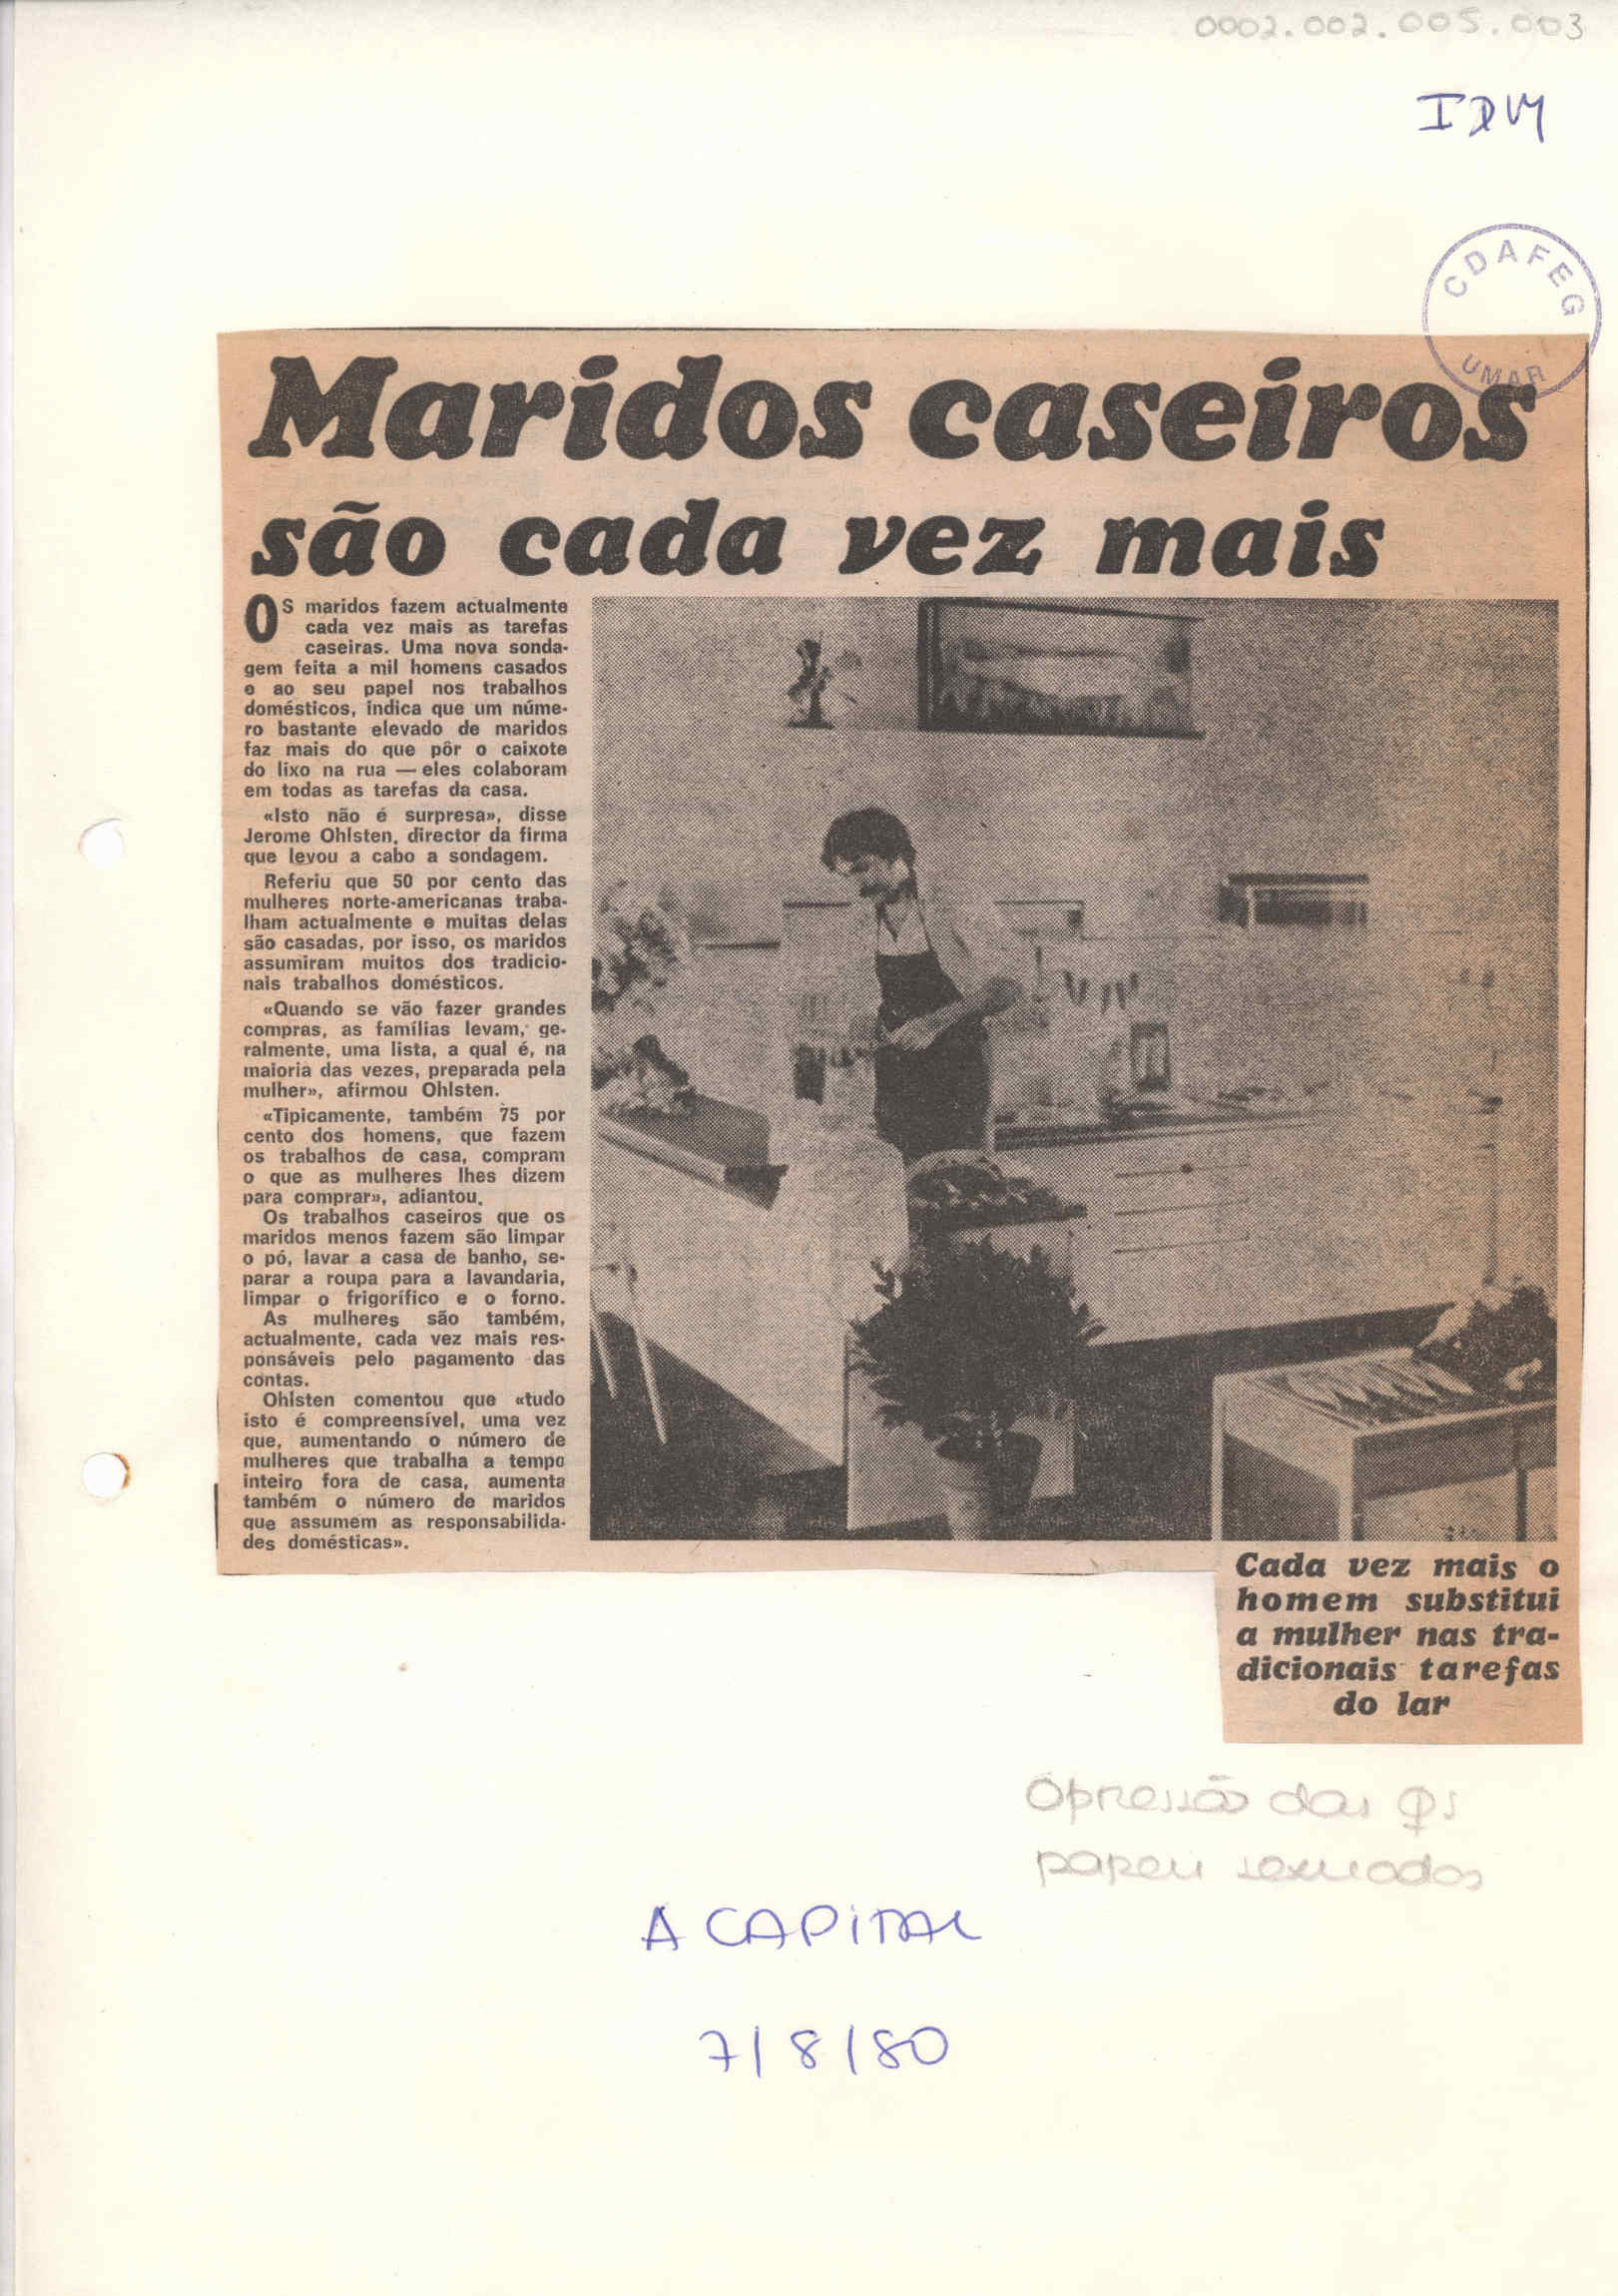 0002.002.005.003
IDM
CDAFEG
UMAR
Maridos caseiros
são cada vez mais
OS maridos fazem actualmente
cada vez mais as tarefas
caseiras. Uma nova sonda-
gem feita a mil homens casados
e ao seu papel nos trabalhos
domésticos, indica que um núme-
ro bastante elevado de maridos
faz mais do que pôr o caixote
do lixo na rua — eles colaboram
em todas as tarefas da casa.
«Isto não é surpresa», disse
Jerome Ohlsten, director da firma
que levou a cabo a sondagem.
Referiu que 50 por cento das
mulheres norte-americanas traba-
lham actualmente e muitas delas
são casadas, por isso, os maridos
assumiram muitos dos tradicio-
nais trabalhos domésticos.
«Quando se vão fazer grandes
compras, as famílias levam, ge-
ralmente, uma lista, a qual é, na
maioria das vezes, preparada pela
mulher», afirmou Ohlsten.
«Tipicamente, também 75 por
cento dos homens, que fazem
os trabalhos de casa, compram
o que as mulheres lhes dizem
para comprar», adiantou.
Os trabalhos caseiros que os
maridos menos fazem são limpar
o pó, lavar a casa de banho, se-
parar a roupa para a lavandaria,
limpar o frigorífico e o forno.
As mulheres são também,
actualmente, cada vez mais res-
ponsáveis pelo pagamento das
contas.
Ohlsten comentou que «tudo
isto é compreensível, uma vez
que, aumentando o número de
mulheres que trabalha a tempo
inteiro fora de casa, aumenta
também o número de maridos
que assumem as responsabilida-
des domésticas».
Cada vez mais o
homem substitui
a mulher nas tra-
dicionais tarefas
do lar
Opressão das ♀s
papeis sexuados
A CAPITAL
7/8/80